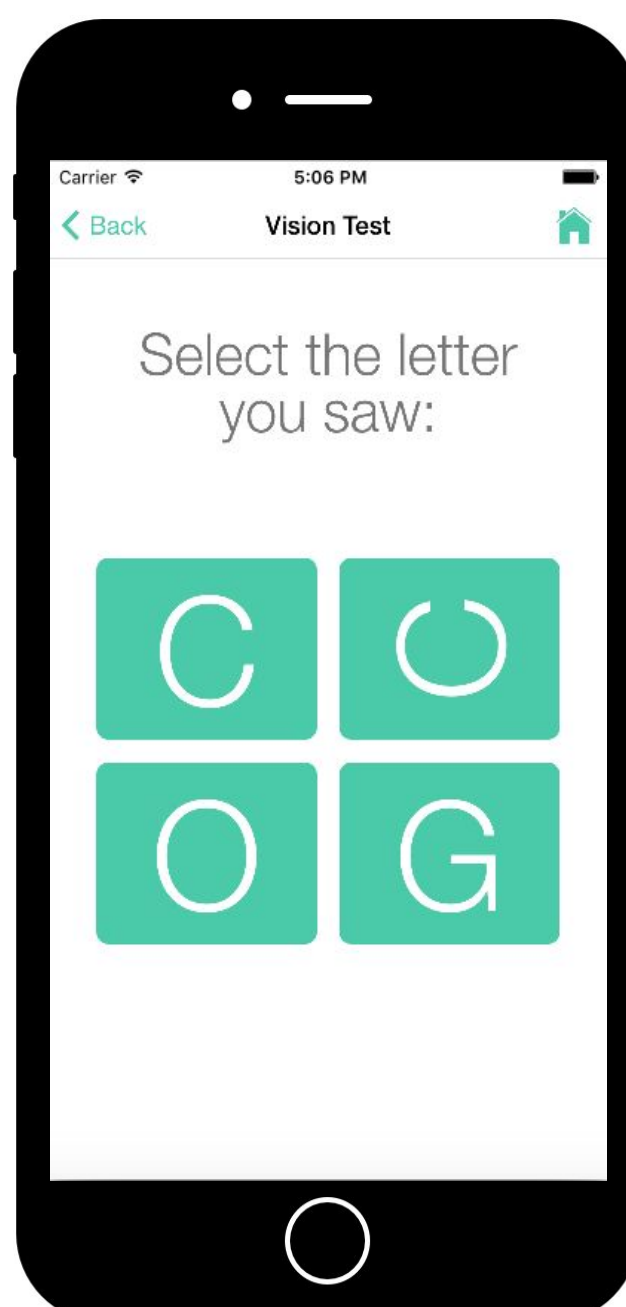 Carrier 5:06 PM
Back Vision Test
Select the letter
you saw:
C C
O G